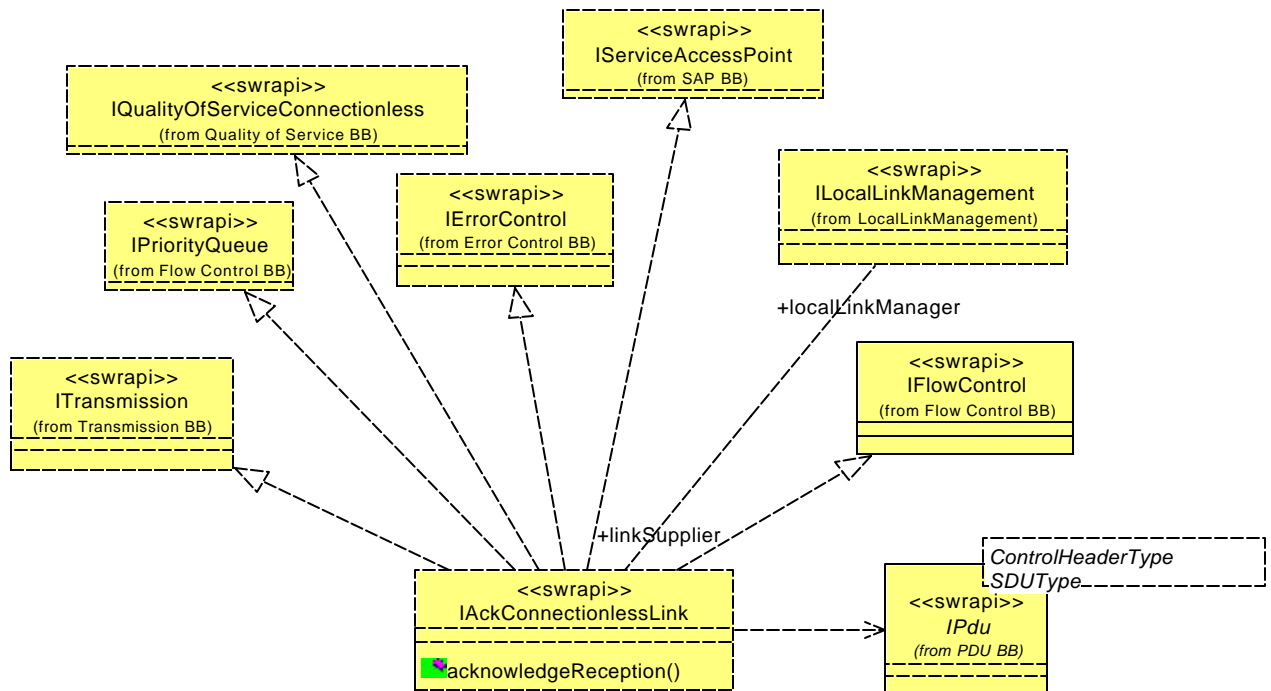 <<swrapi>>
IServiceAccessPoint
(from SAP BB)
<<swrapi>>
IQualityOfServiceConnectionless
(from Quality of Service BB)
<<swrapi>>
ILocalLinkManagement
(from LocalLinkManagement)
<<swrapi>>
IErrorControl
(from Error Control BB)
<<swrapi>>
IPriorityQueue
(from Flow Control BB)
+localLinkManager
<<swrapi>>
ITransmission
(from Transmission BB)
<<swrapi>>
IFlowControl
(from Flow Control BB)
+linkSupplier
ControlHeaderType
SDUType
<<swrapi>>
IAckConnectionlessLink
acknowledgeReception()
<<swrapi>>
IPdu
(from PDU BB)